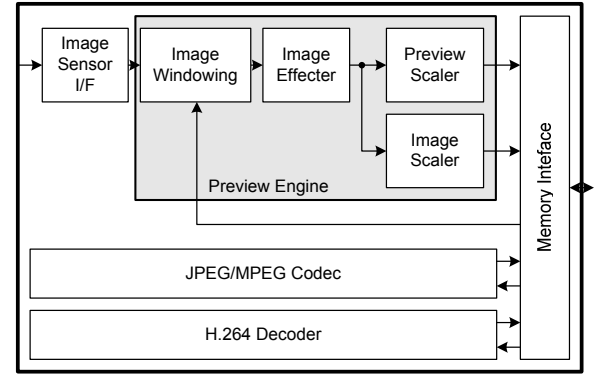 Image
Sensor
I/F
Image
Windowing
Image
Effecter
Preview
Scaler
Image
Scaler
Preview Engine
Memory Inteface
JPEG/MPEG Codec
H.264 Decoder